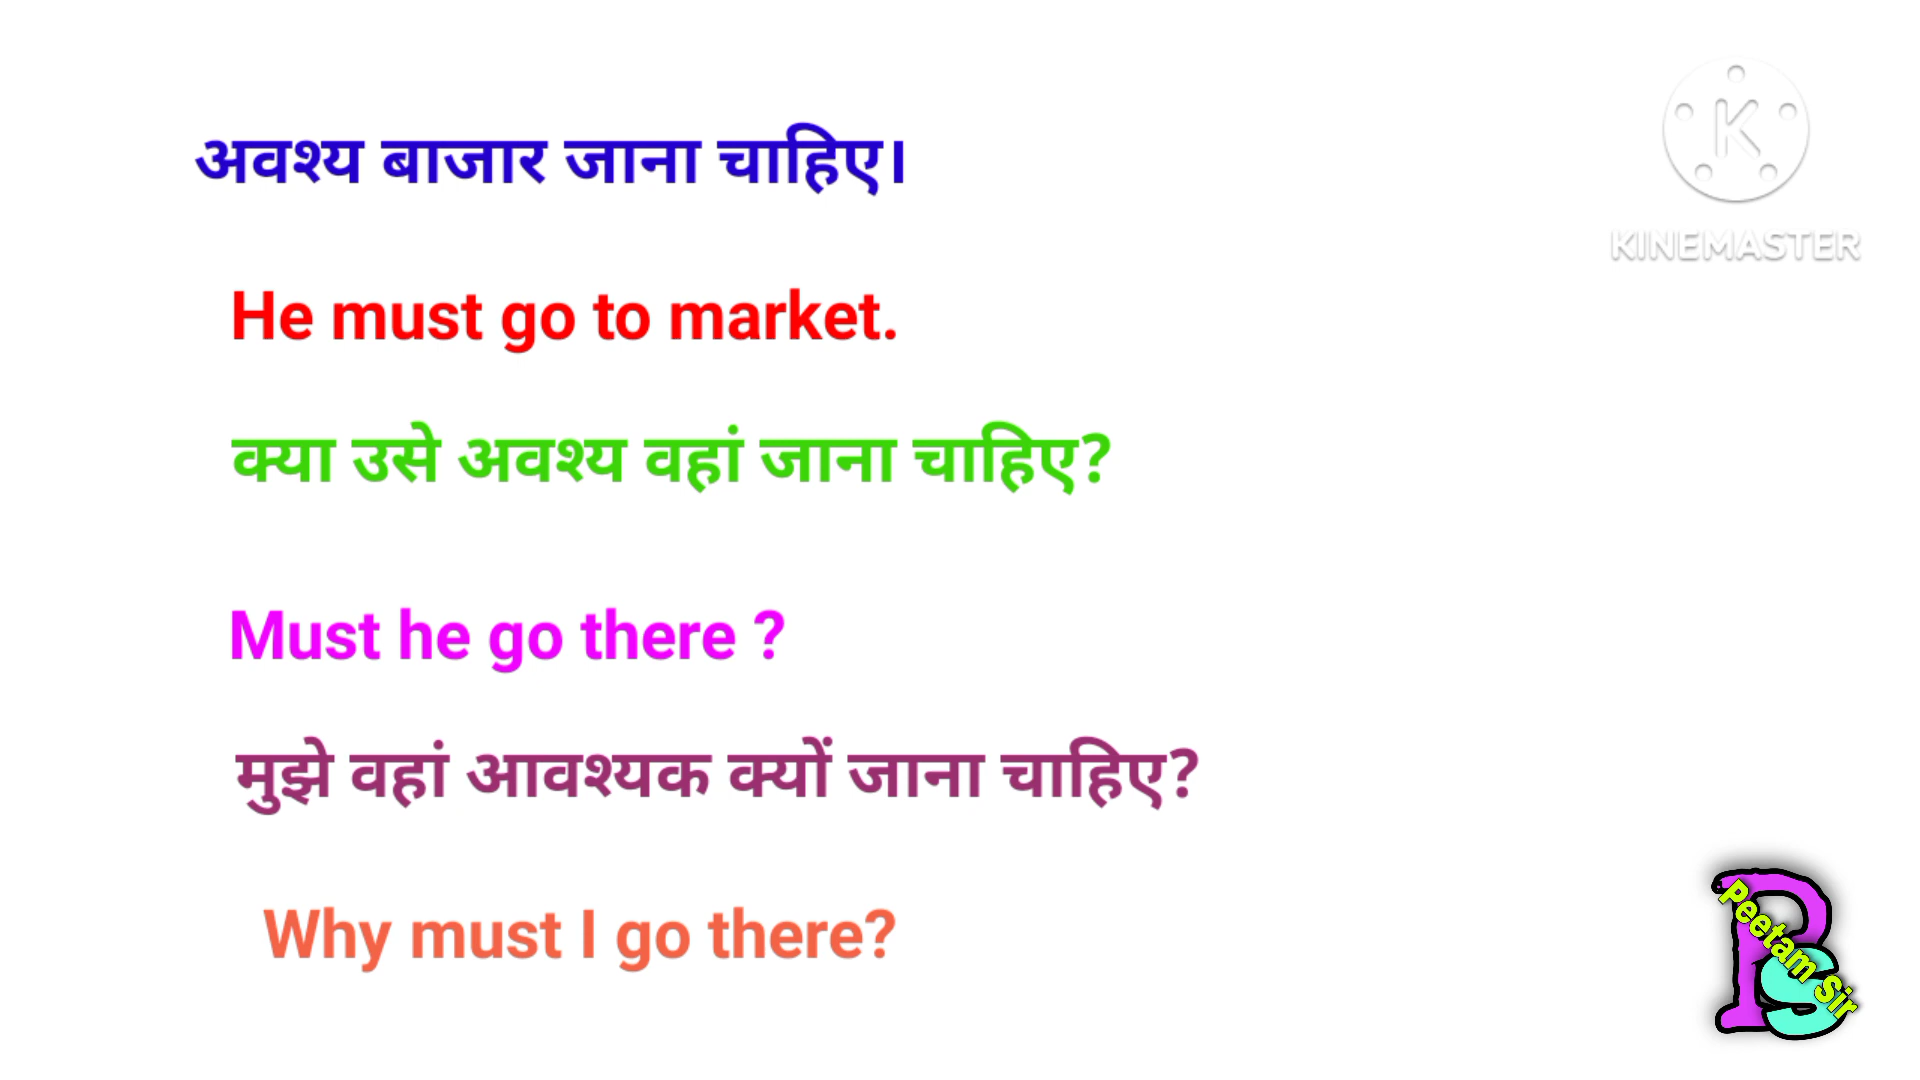 अवश्य बाजार जाना चाहिए।
KINEMASTER
He must go to market.
क्या उसे अवश्य वहां जाना चाहिए?
Must he go there ?
मुझे वहां आवश्यक क्यों जाना चाहिए?
Why must I go there?
Peetam Sir